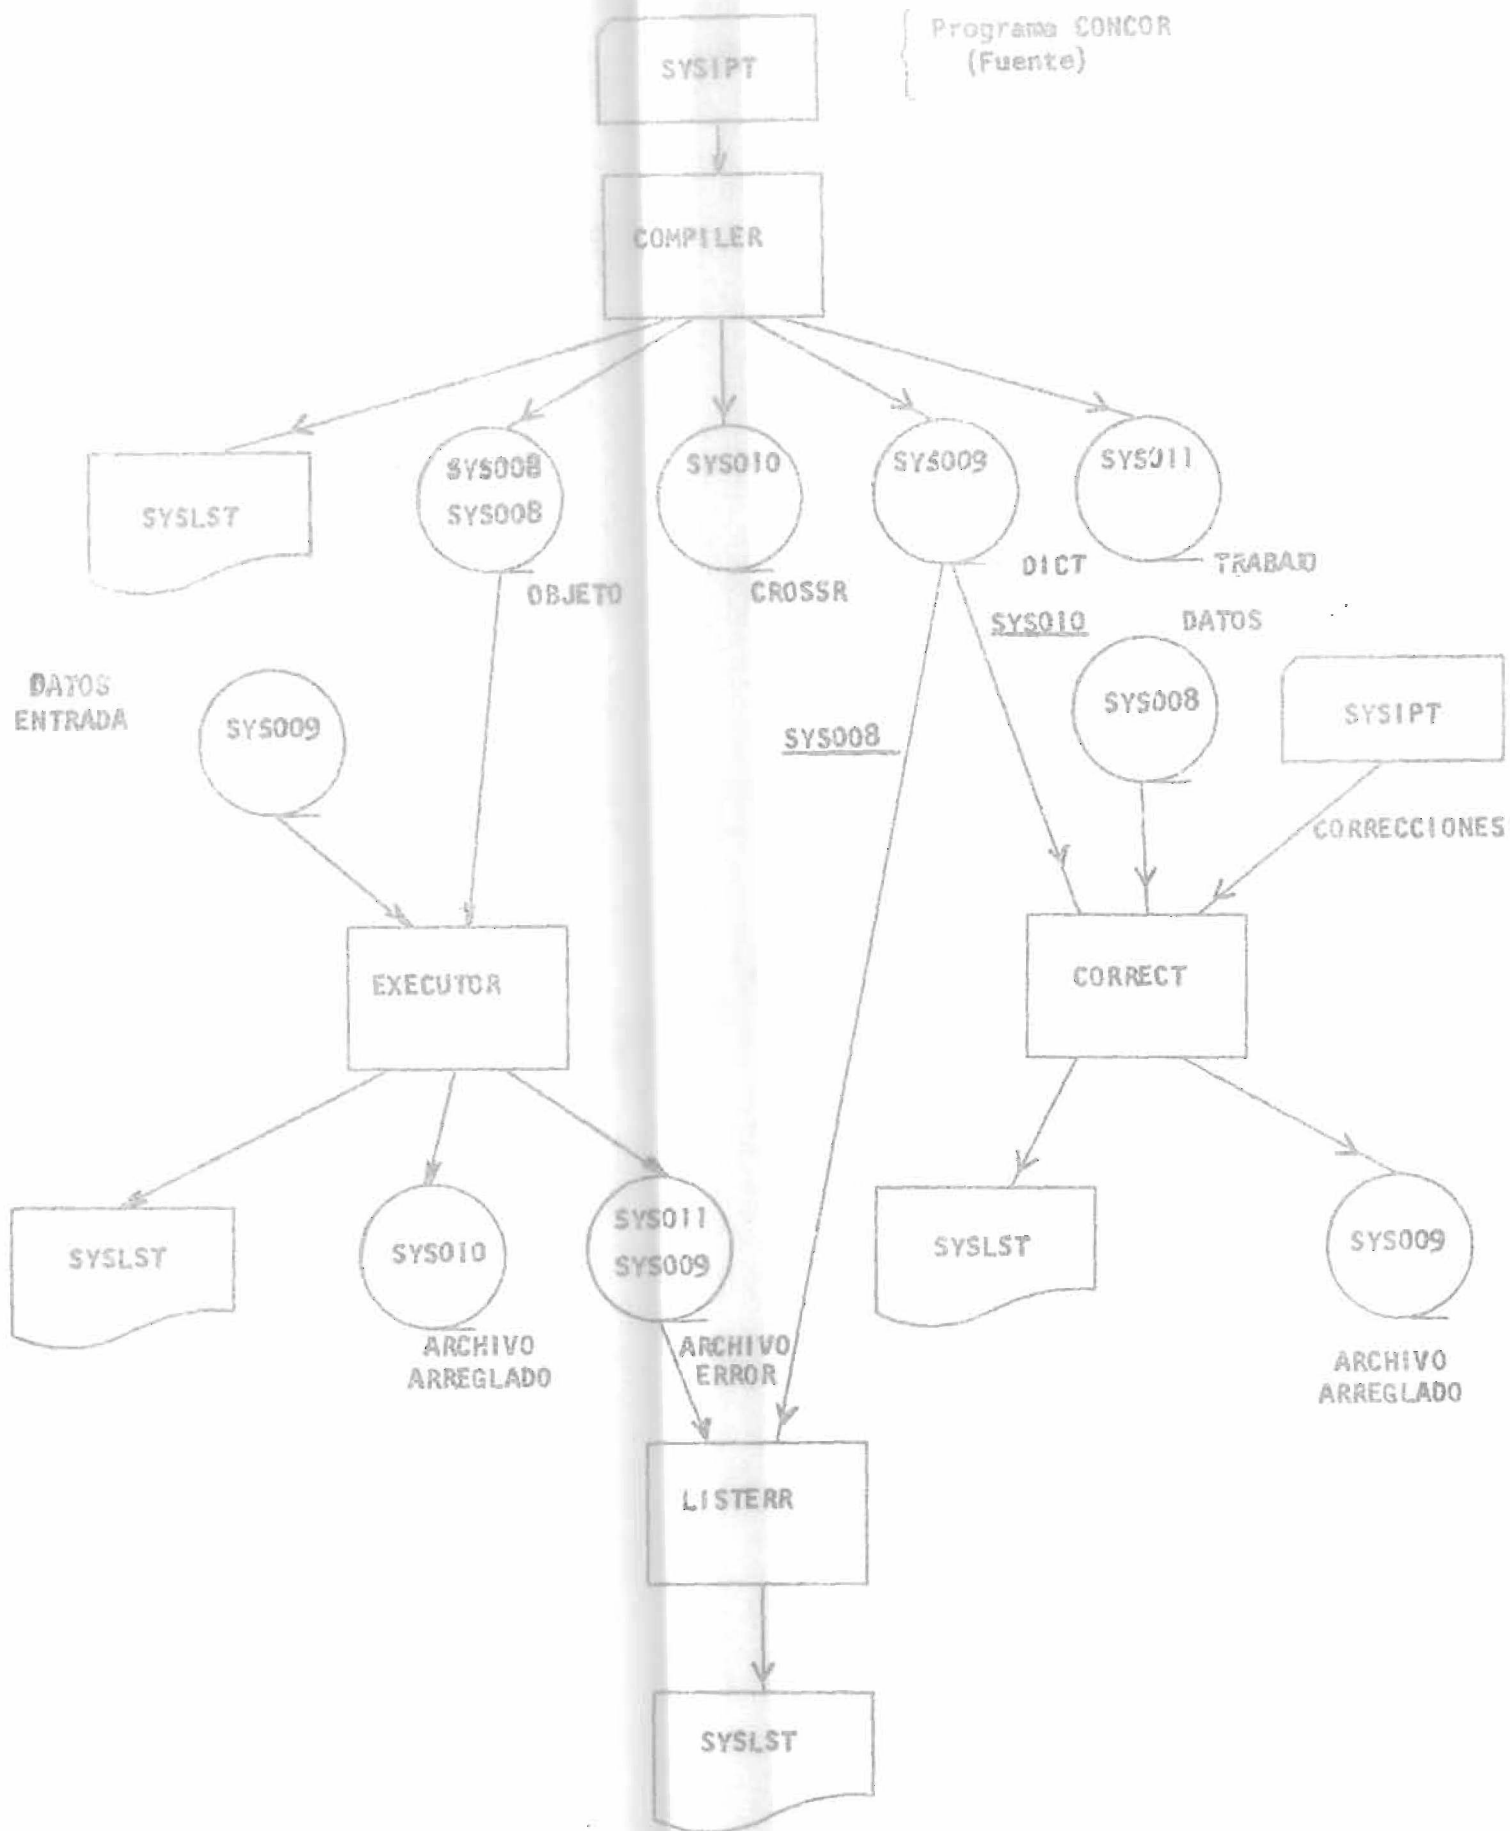 Programa CONCOR
(Fuente)
SYSIPT
COMPILER
SYSLST
SYS008
SYS008
OBJETO
SYS010
CROSSR
SYS009
DICT
SYS011
TRABAJO
SYS010
DATOS
DATOS
ENTRADA
SYS009
SYS008
SYS008
SYSIPT
CORRECCIONES
EXECUTOR
CORRECT
SYSLST
SYS010
ARCHIVO
ARREGLADO
SYS011
SYS009
ARCHIVO
ERROR
SYSLST
SYS009
ARCHIVO
ARREGLADO
LISTERR
SYSLST